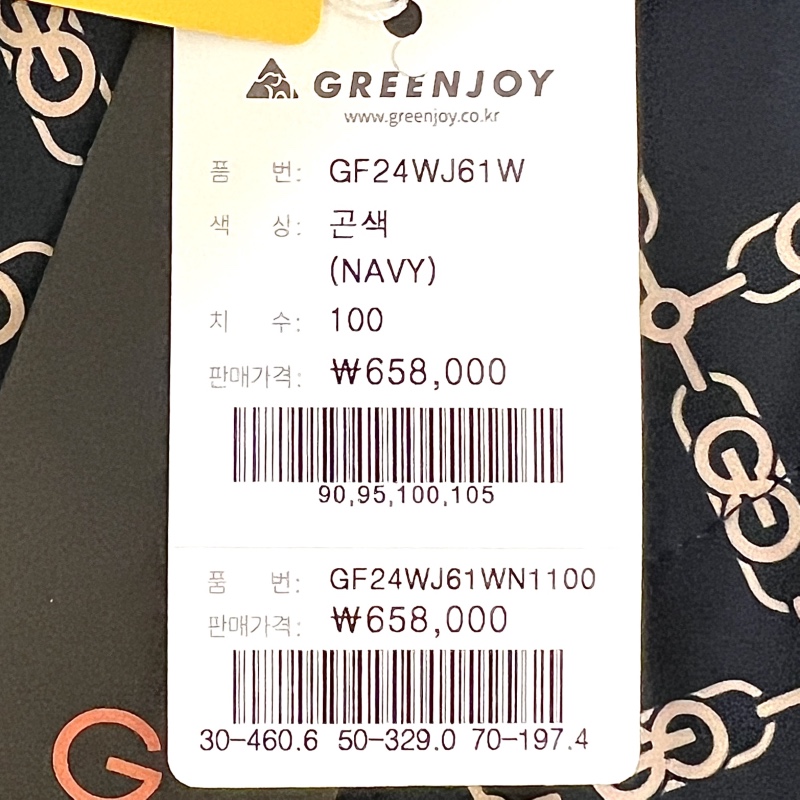 GREENJOY
www.greenjoy.co.kr
품 번: GF24WJ61W
색 상: 곤색
(NAVY)
치 수: 100
판매가격: ₩658,000
90,95,100,105
품 번: GF24WJ61WN1100
판매가격: ₩658,000
30-460.6 50-329.0 70-197.4
G